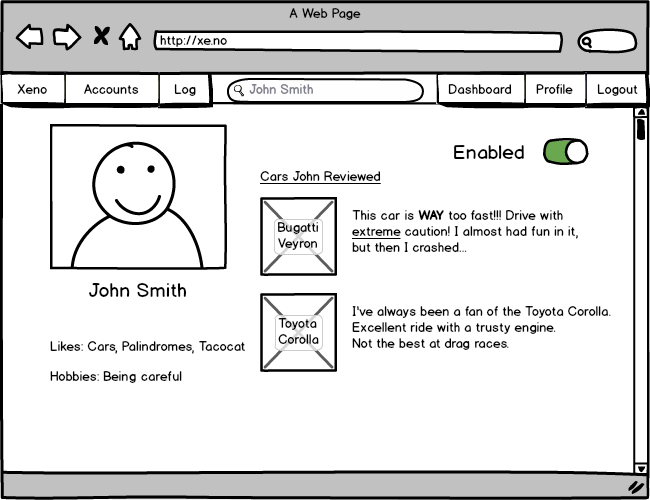 A Web Page
http://xe.no
Xeno Accounts Log John Smith Dashboard Profile Logout
Enabled
John Smith
Likes: Cars, Palindromes, Tacocat
Hobbies: Being careful
Cars John Reviewed
Bugatti
Veyron
This car is WAY too fast!!! Drive with
extreme caution! I almost had fun in it,
but then I crashed...
Toyota
Corolla
I've always been a fan of the Toyota Corolla.
Excellent ride with a trusty engine.
Not the best at drag races.